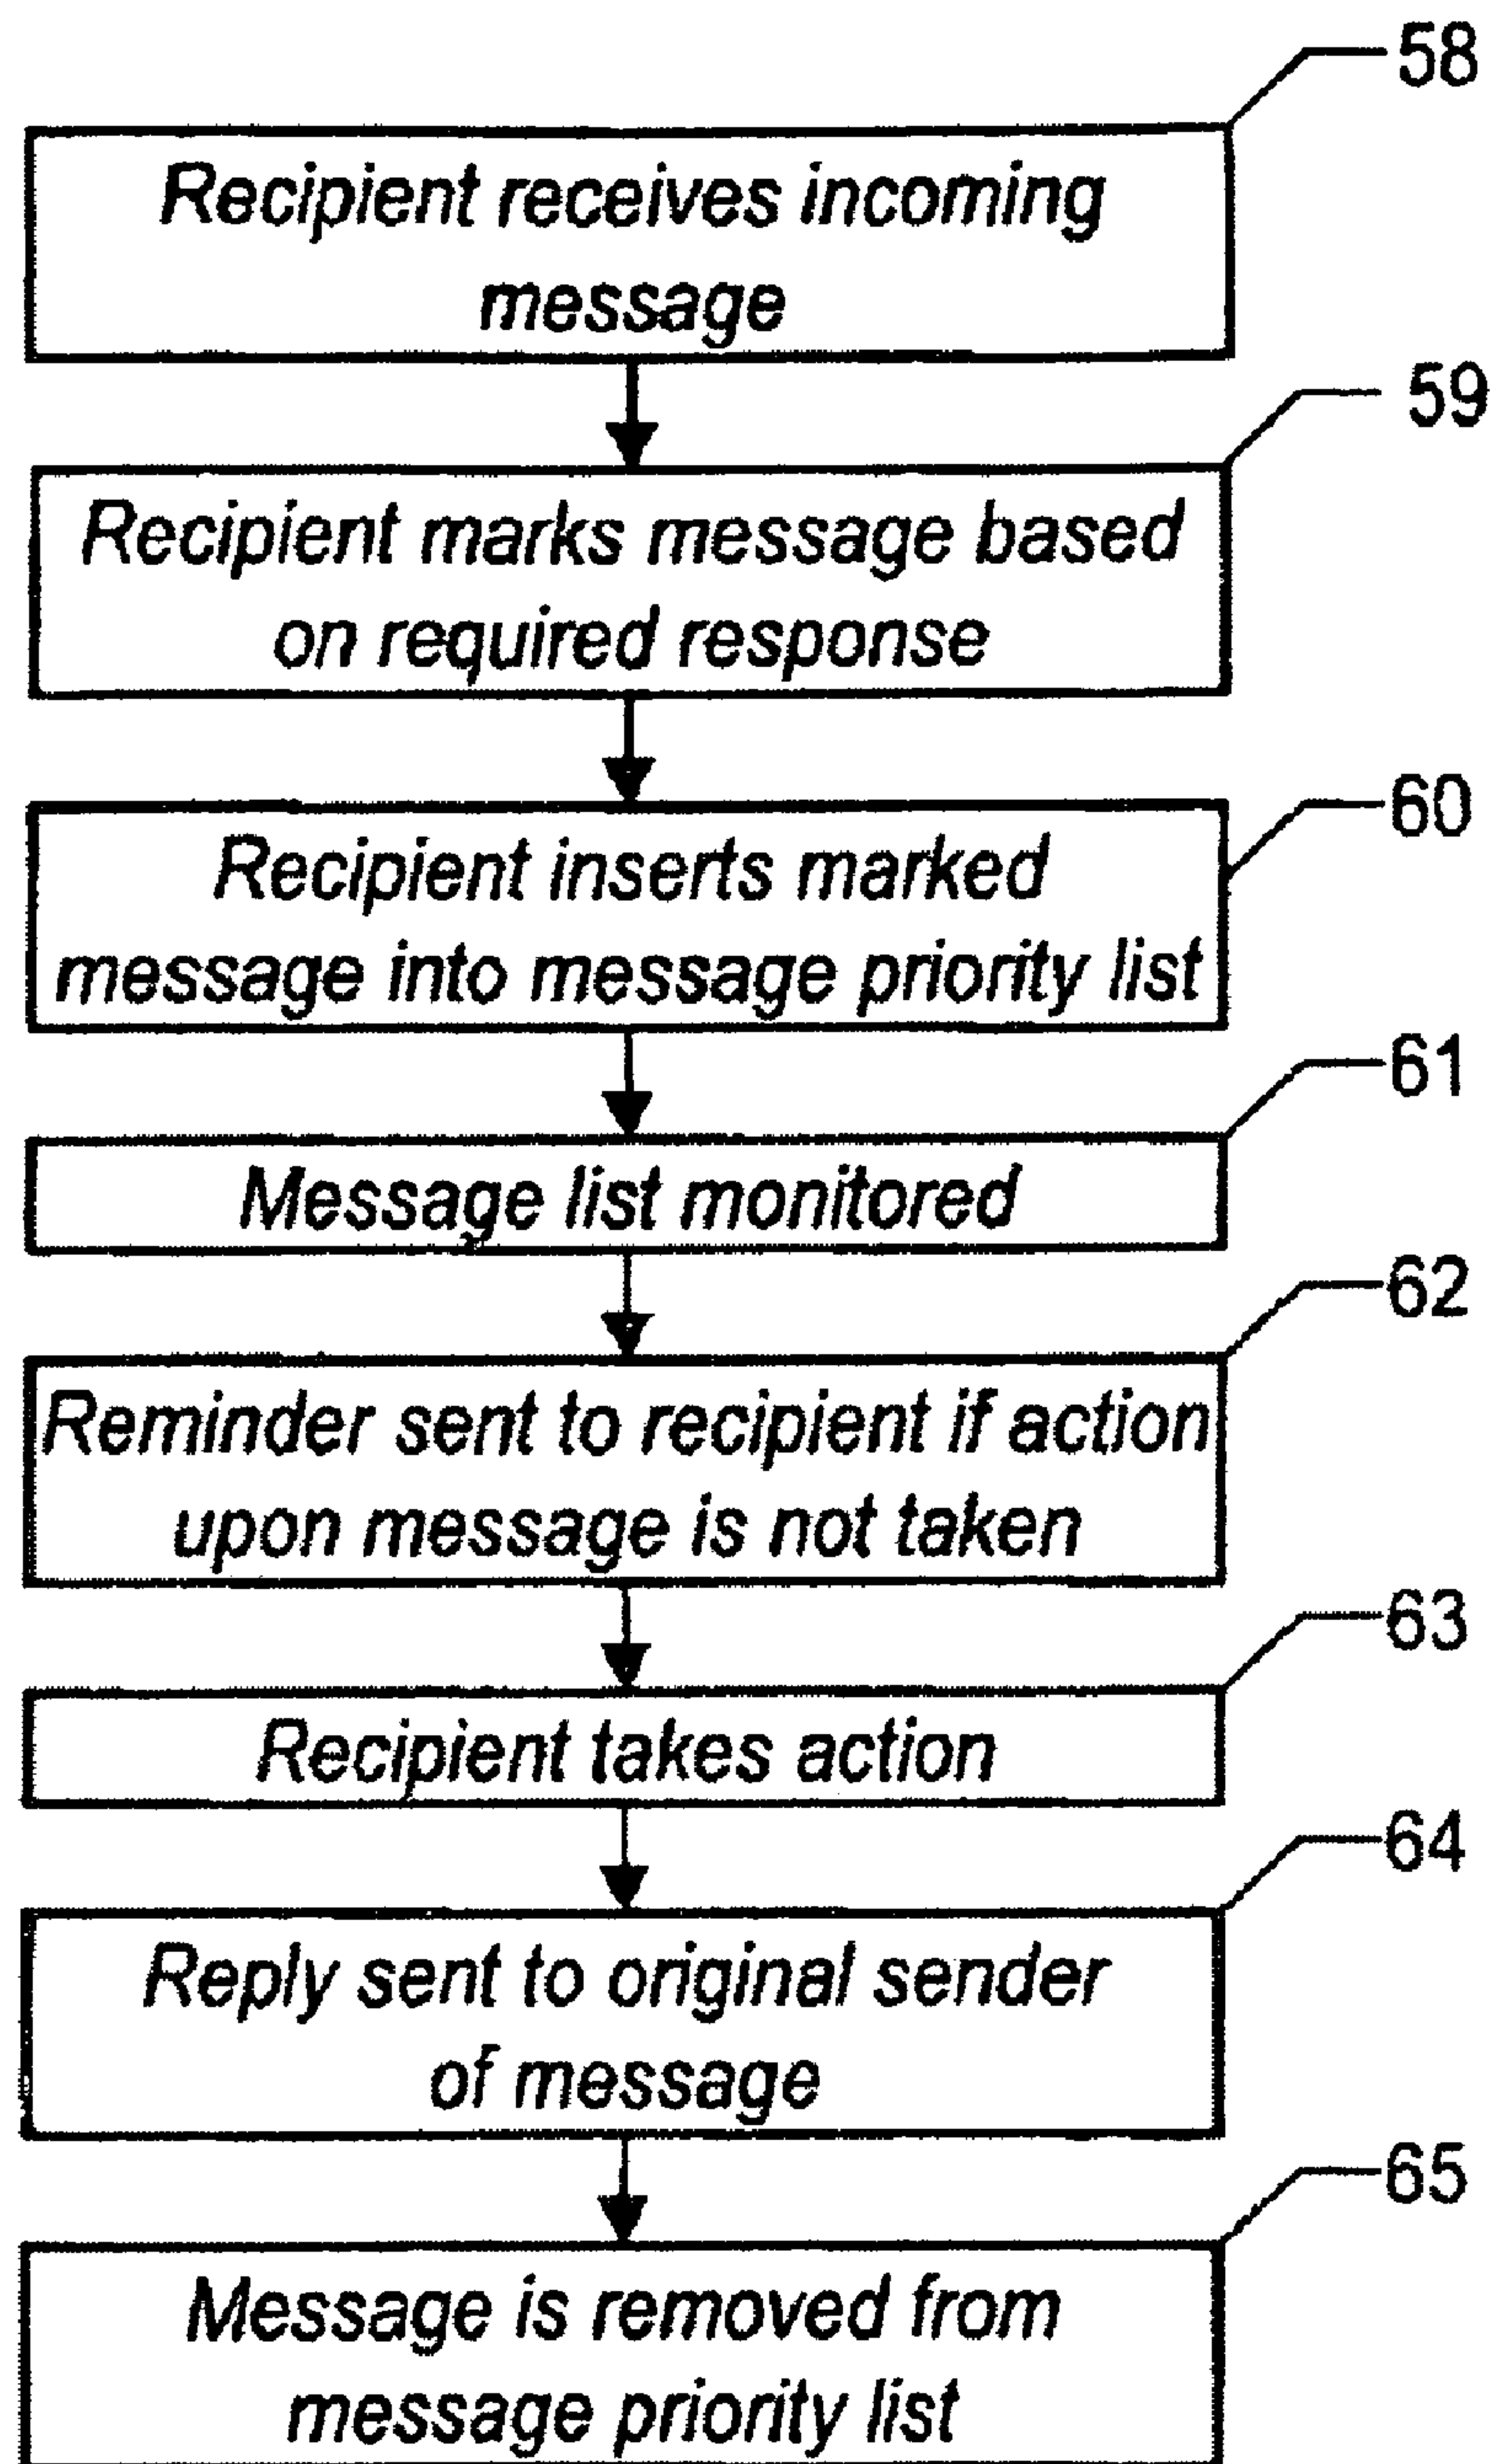 58
Recipient receives incoming
message
59
Recipient marks message based
on required response
60
Recipient inserts marked
message into message priority list
61
Message list monitored
62
Reminder sent to recipient if action
upon message is not taken
63
Recipient takes action
64
Reply sent to original sender
of message
65
Message is removed from
message priority list